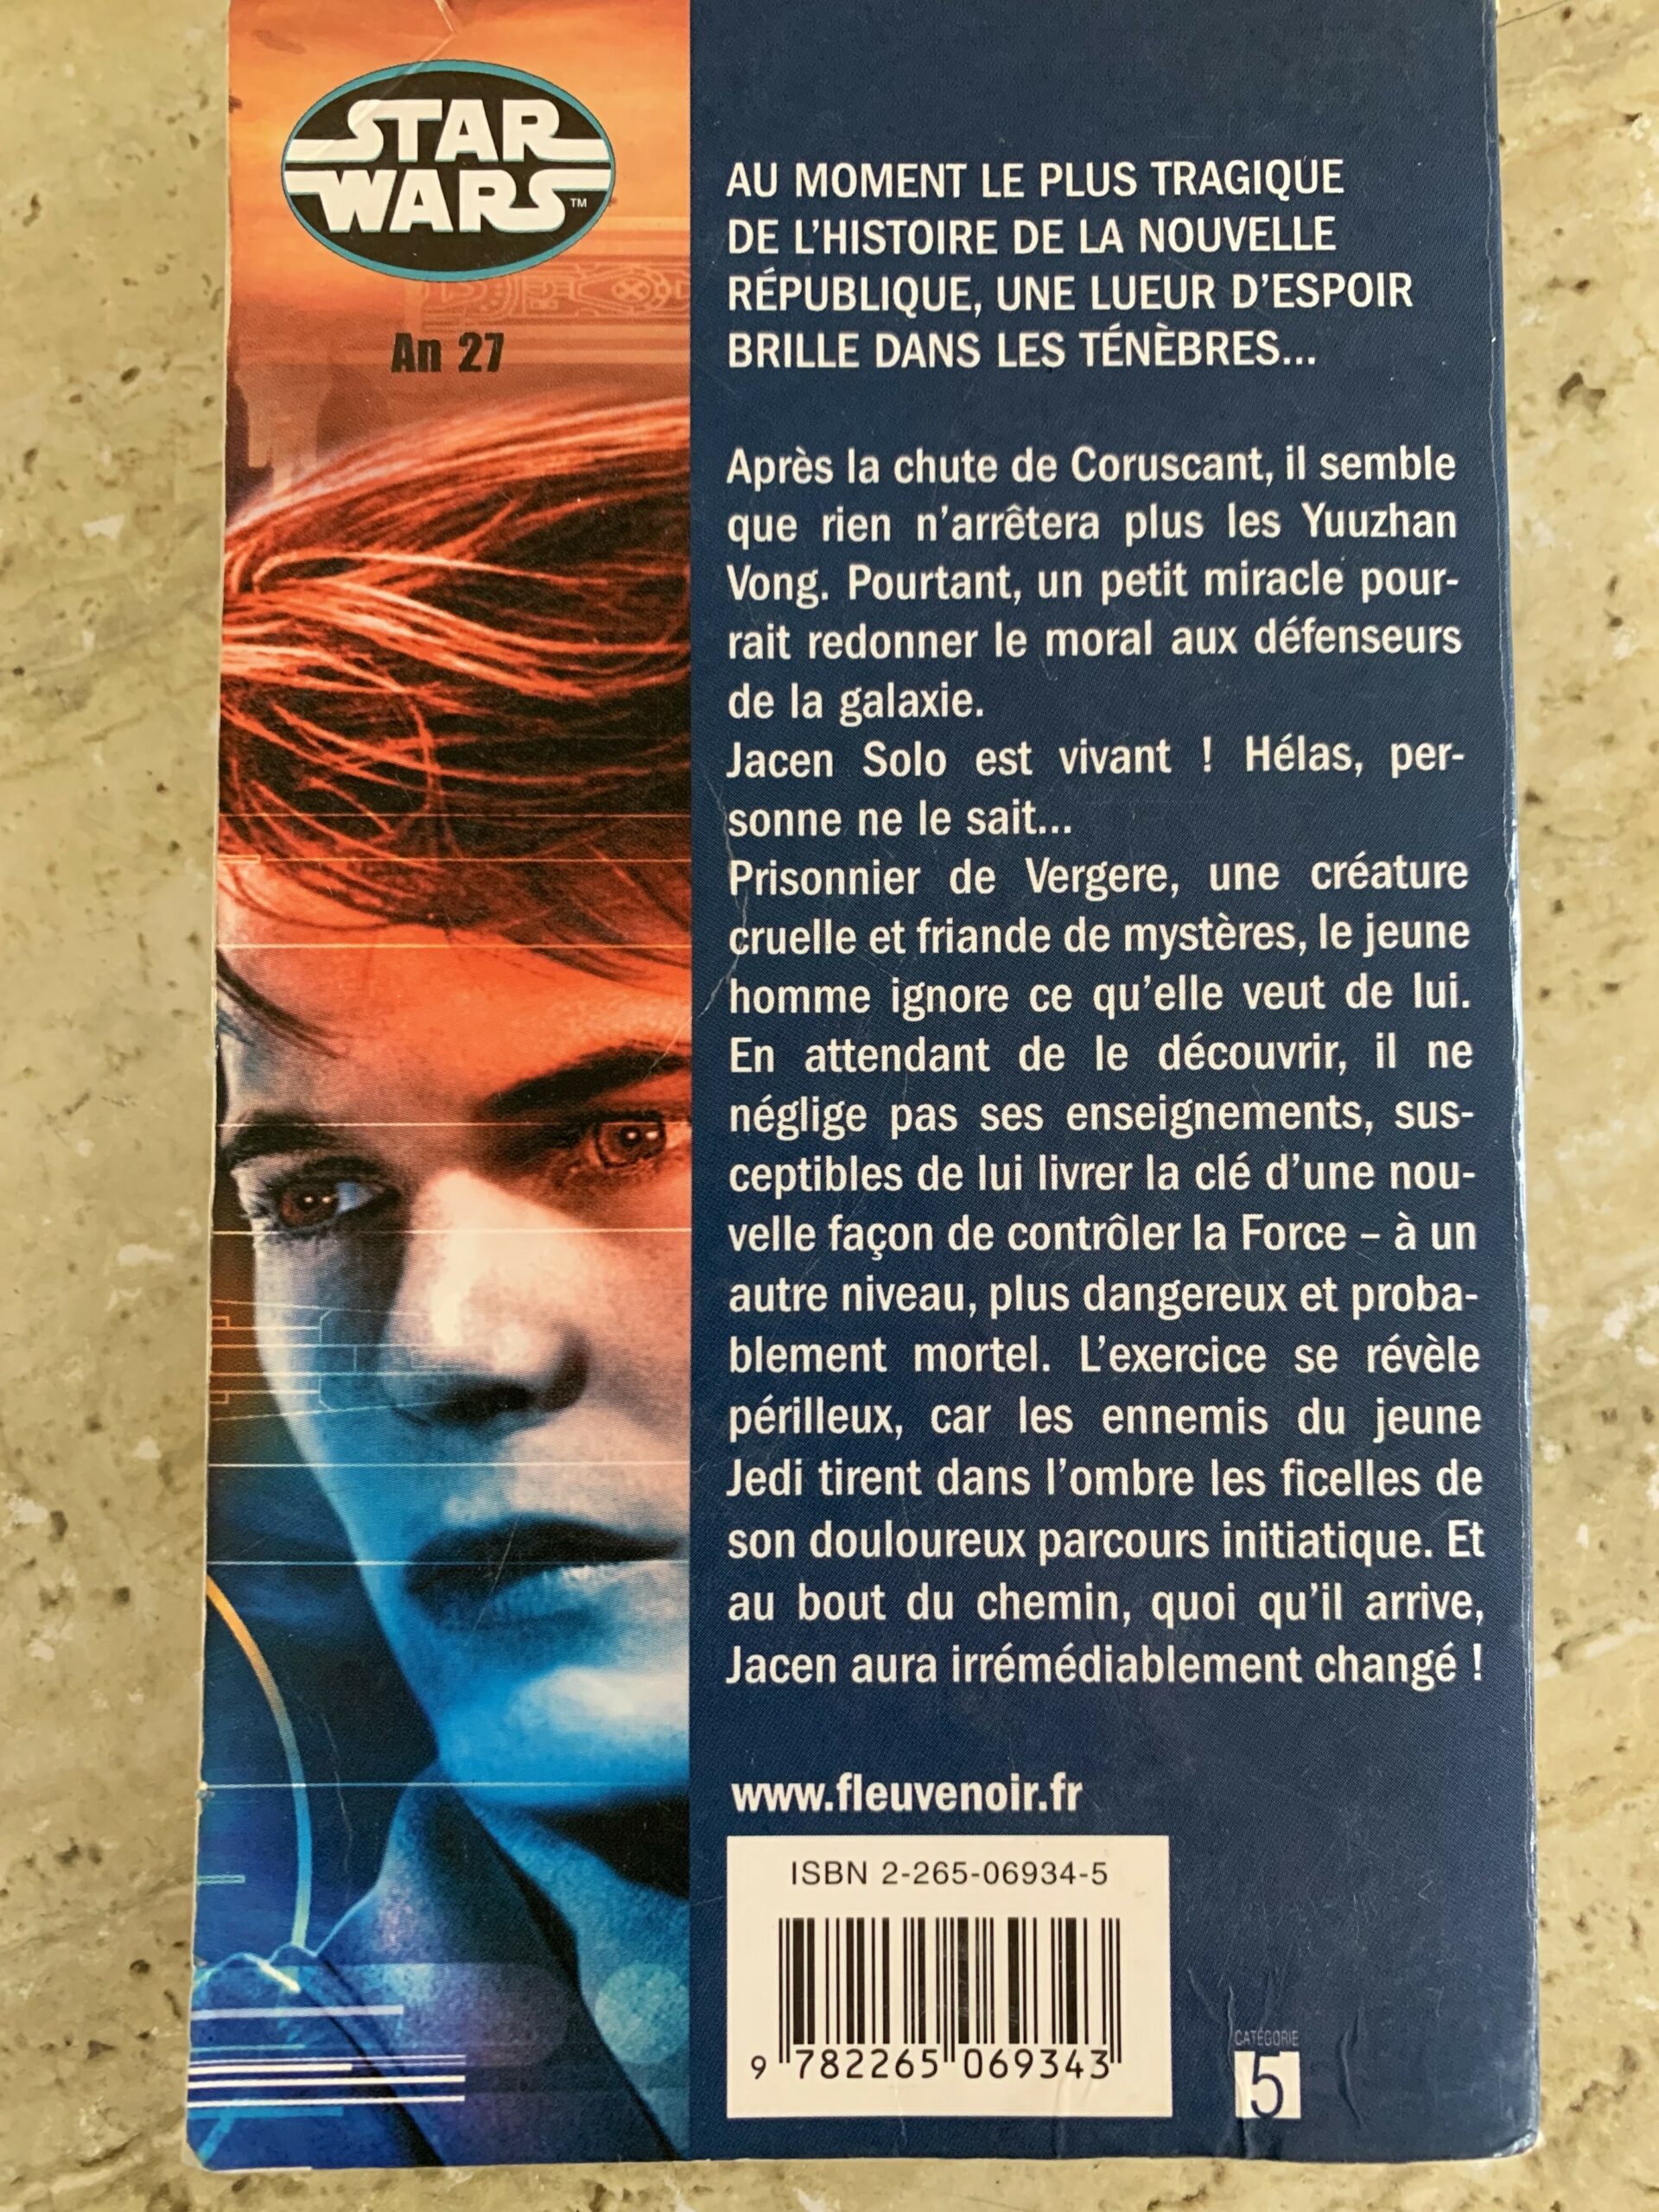 STAR
WARS™
An 27
AU MOMENT LE PLUS TRAGIQUE
DE L'HISTOIRE DE LA NOUVELLE
RÉPUBLIQUE, UNE LUEUR D'ESPOIR
BRILLE DANS LES TÉNÈBRES...
Après la chute de Coruscant, il semble
que rien n'arrêtera plus les Yuuzhan
Vong. Pourtant, un petit miracle pour-
rait redonner le moral aux défenseurs
de la galaxie.
Jacen Solo est vivant ! Hélas, per-
sonne ne le sait...
Prisonnier de Vergere, une créature
cruelle et friande de mystères, le jeune
homme ignore ce qu'elle veut de lui.
En attendant de le découvrir, il ne
néglige pas ses enseignements, sus-
ceptibles de lui livrer la clé d'une nou-
velle façon de contrôler la Force – à un
autre niveau, plus dangereux et proba-
blement mortel. L'exercice se révèle
périlleux, car les ennemis du jeune
Jedi tirent dans l'ombre les ficelles de
son douloureux parcours initiatique. Et
au bout du chemin, quoi qu'il arrive,
Jacen aura irrémédiablement changé !
www.fleuvenoir.fr
ISBN 2-265-06934-5
9 782265 069343
CATÉGORIE
5